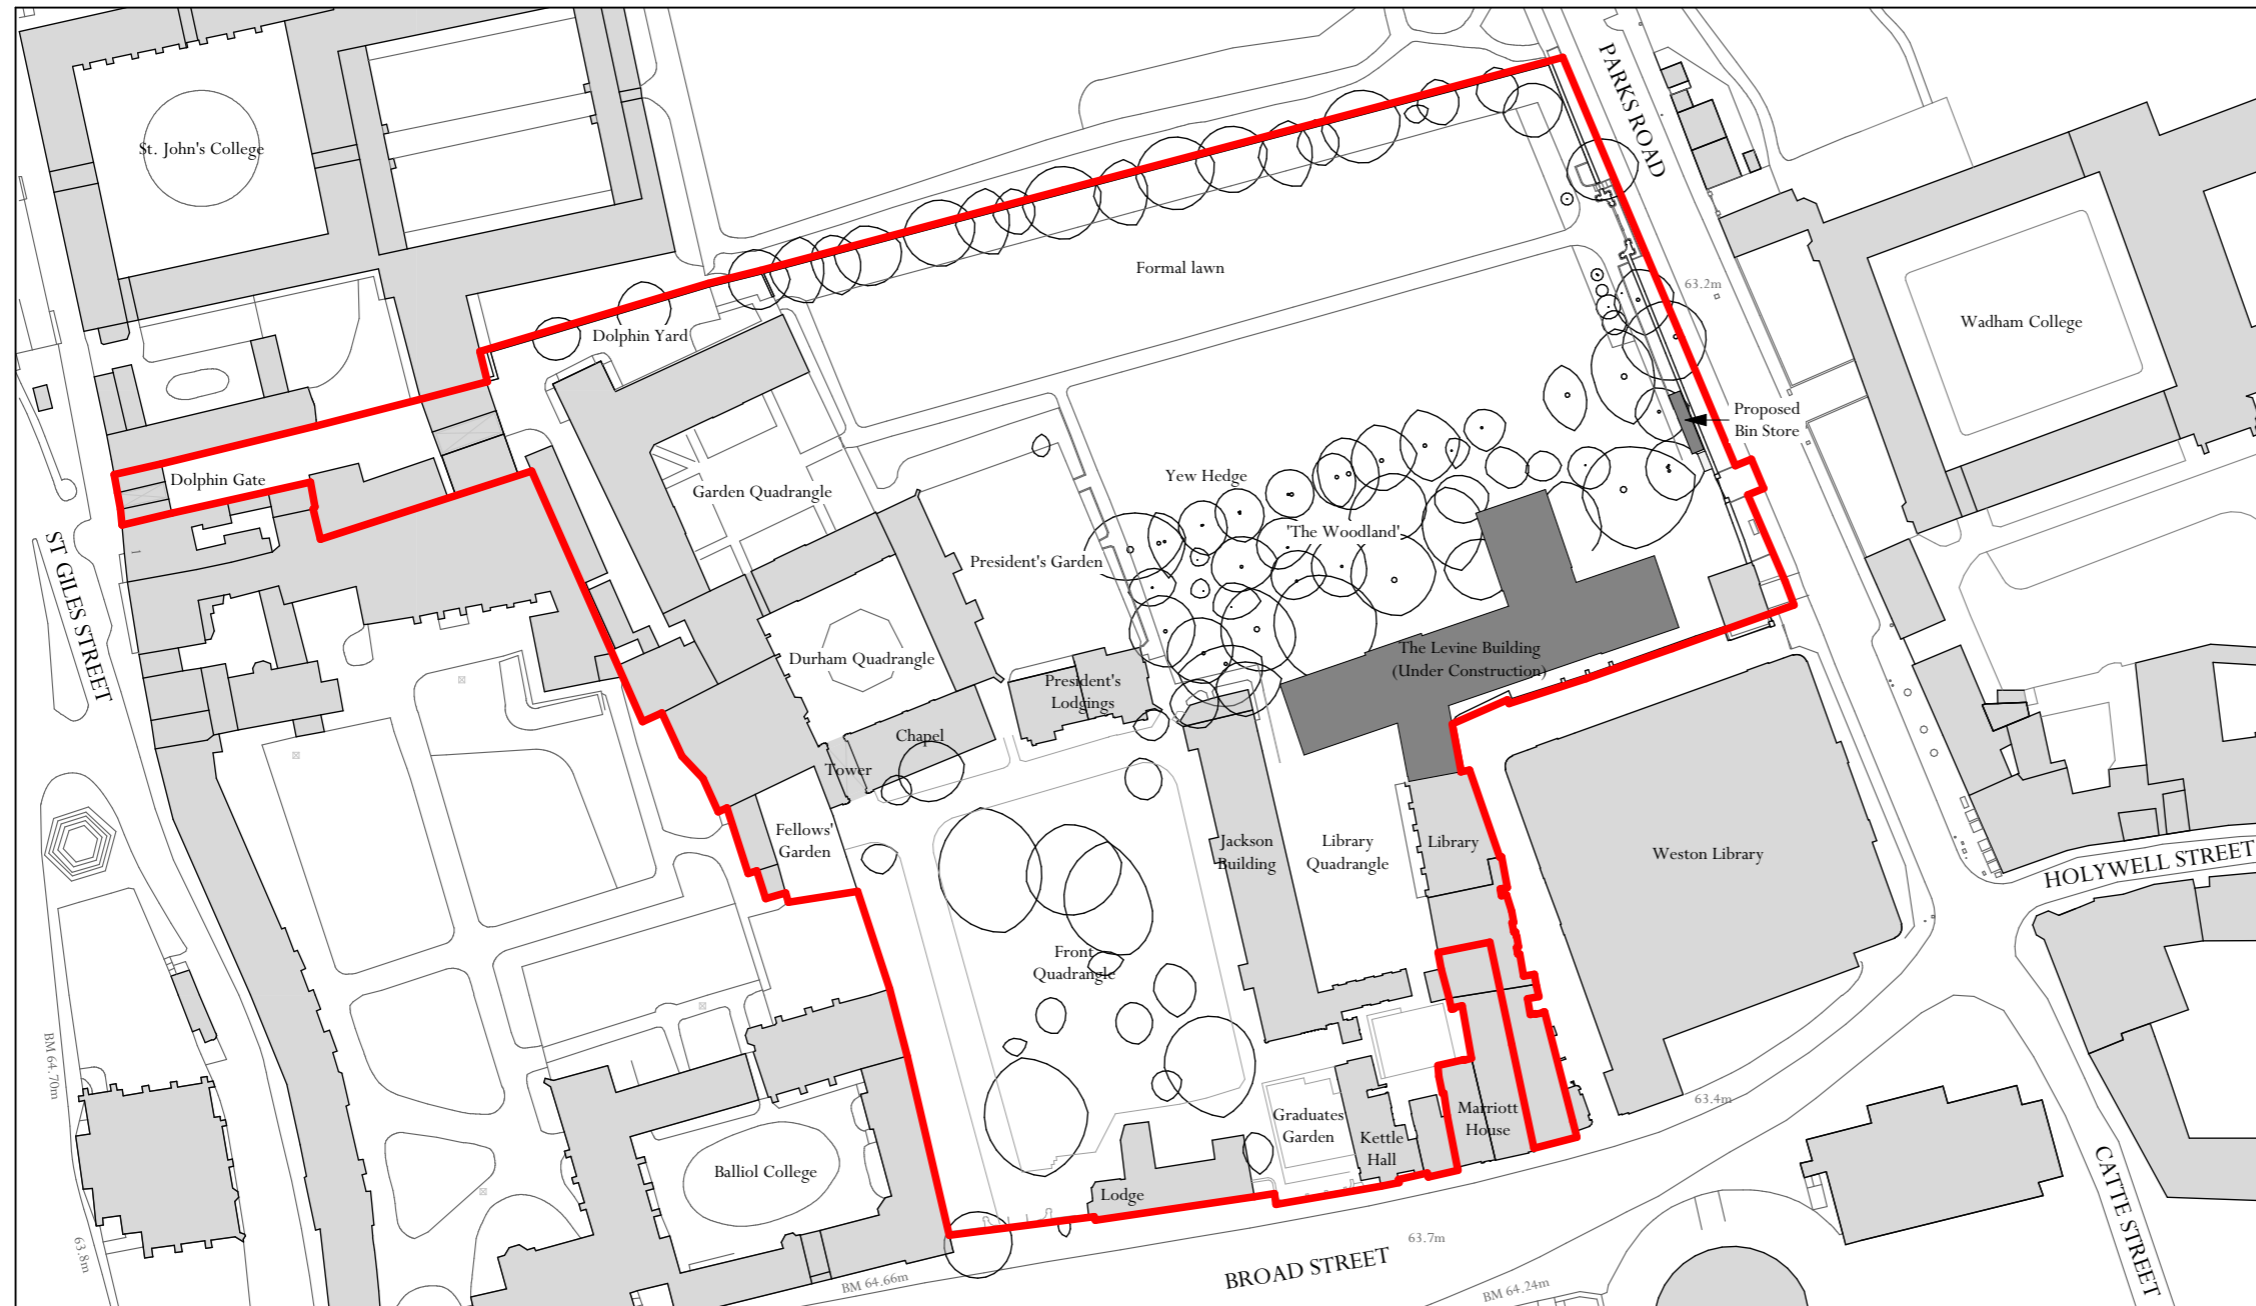 PARKS ROAD
St. John's College
Formal lawn
63.2m
Wadham College
Dolphin Yard
Proposed
Bin Store
Dolphin Gate
Garden Quadrangle
Yew Hedge
'The Woodland'
ST GILES STREET
President's Garden
Durham Quadrangle
The Levine Building
(Under Construction)
President's
Lodgings
Chapel
Tower
Fellows'
Garden
Jackson
Building
Library
Quadrangle
Library
Weston Library
HOLYWELL STREET
Front
Quadrangle
BM 64.70m
63.4m
Graduates
Garden
Kettle
Hall
Marriott
House
Balliol College
Lodge
CATTE STREET
63.8m
63.7m
BROAD STREET
BM 64.66m
BM 64.24m